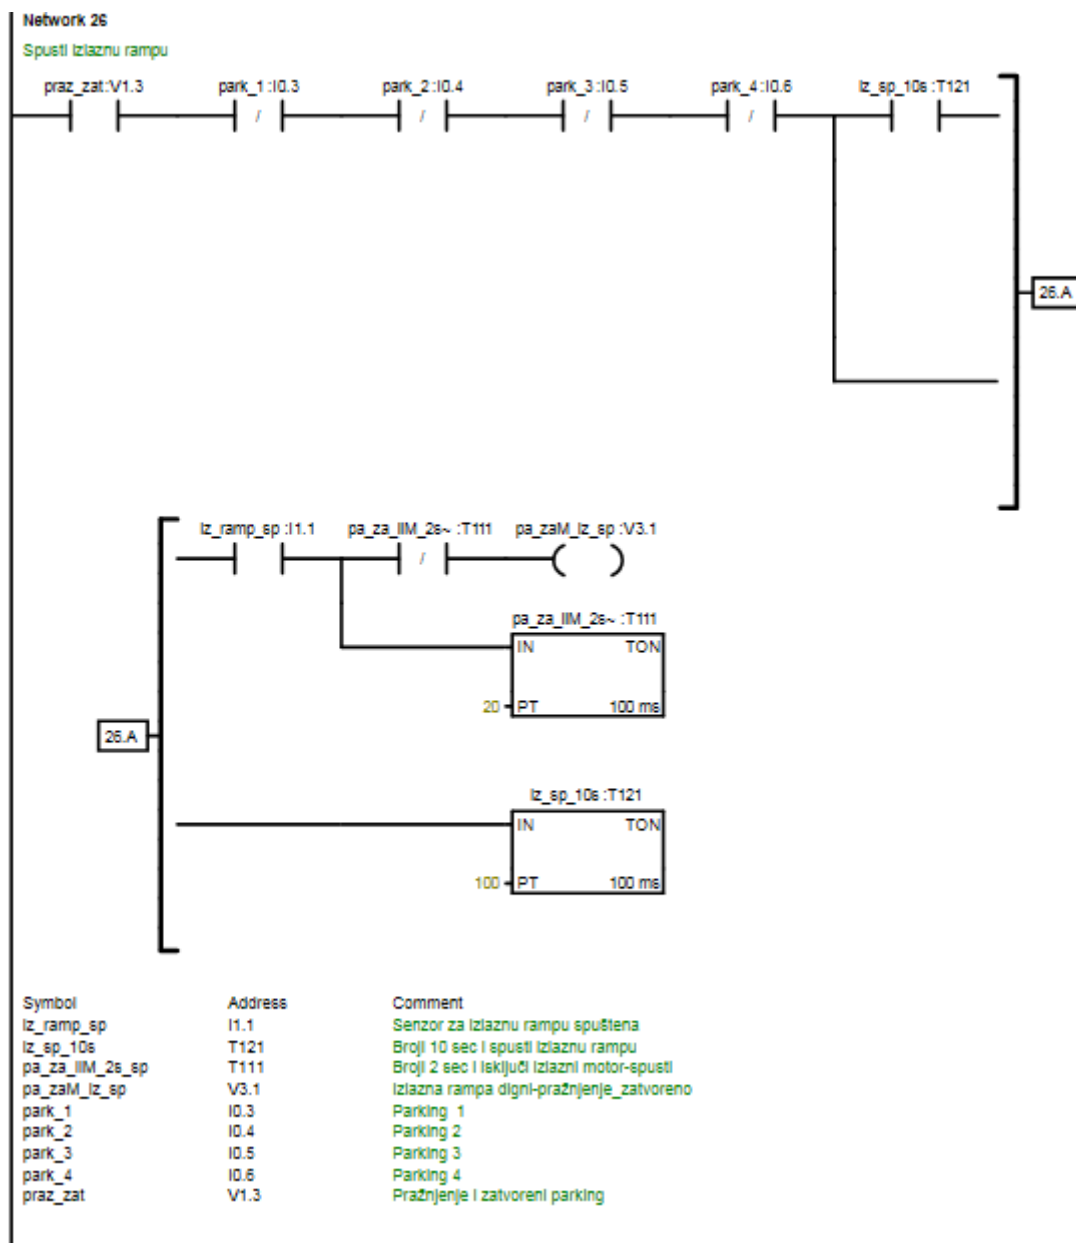 Network 26
Spusti izlaznu rampu
praz_zat:V1.3 park_1:I0.3 park_2:I0.4 park_3:I0.5 park_4:I0.6 iz_sp_10s:T121
/ / / /
26.A
iz_ramp_sp:I1.1 pa_za_IIM_2s~:T111 pa_zaM_iz_sp:V3.1
/
pa_za_IIM_2s~:T111
IN TON
20 PT 100 ms
26.A
iz_sp_10s:T121
IN TON
100 PT 100 ms
Symbol Address Comment
iz_ramp_sp I1.1 Senzor za izlaznu rampu spuštena
iz_sp_10s T121 Broji 10 sec i spusti izlaznu rampu
pa_za_IIM_2s_sp T111 Broji 2 sec i isključi izlazni motor-spusti
pa_zaM_iz_sp V3.1 Izlazna rampa digni-pražnjenje_zatvoreno
park_1 I0.3 Parking 1
park_2 I0.4 Parking 2
park_3 I0.5 Parking 3
park_4 I0.6 Parking 4
praz_zat V1.3 Pražnjenje i zatvoreni parking